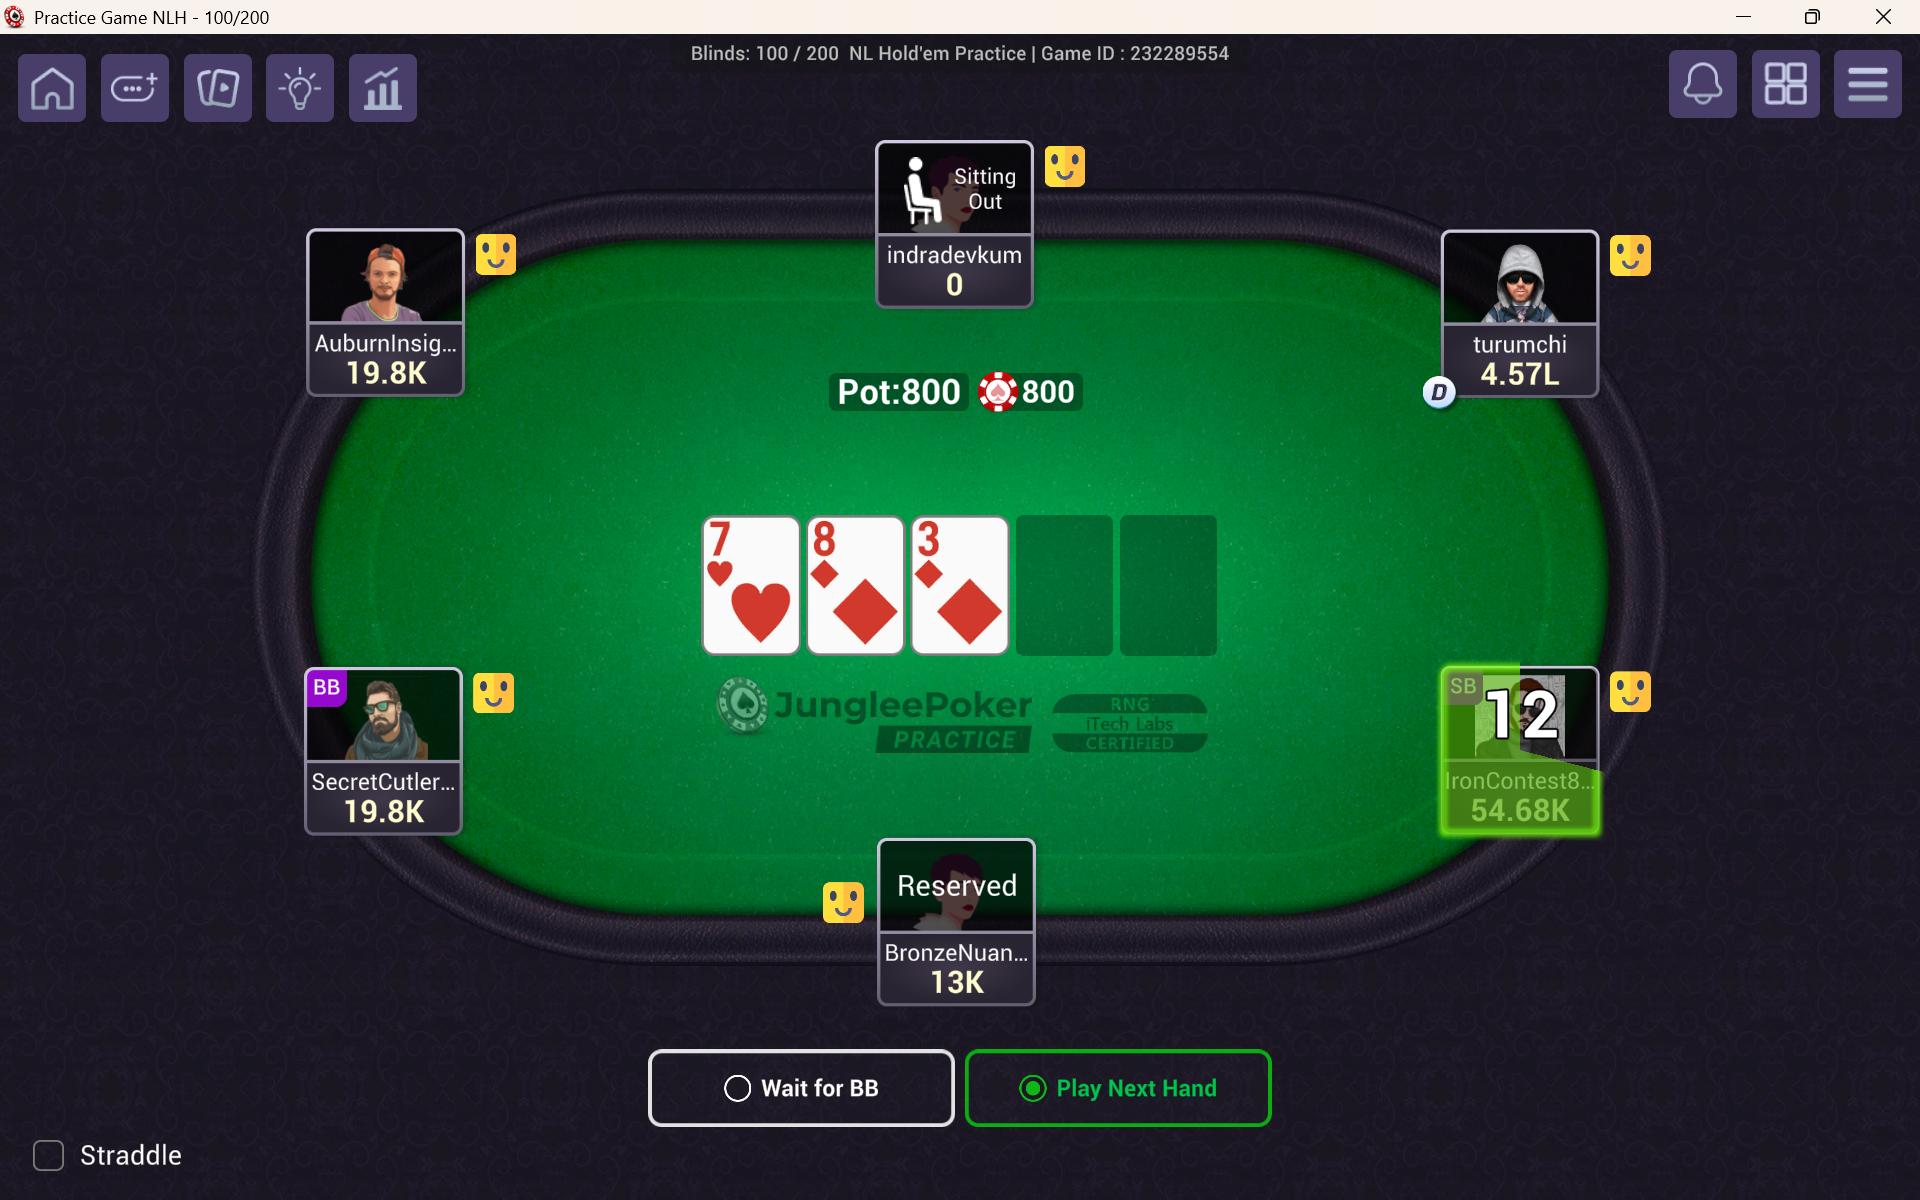 Practice Game NLH - 100/200
Blinds: 100 / 200 NL Hold'em Practice | Game ID : 232289554
Sitting
Out
indradevkum
0
AuburnInsig...
19.8K
turumchi
4.57L
D
Pot:800
800
7
8
3
JungleePoker
PRACTICE
RNG
iTech Labs
CERTIFIED
BB
SecretCutler...
19.8K
SB
12
IronContest8...
54.68K
Reserved
BronzeNuan...
13K
Wait for BB
Play Next Hand
Straddle